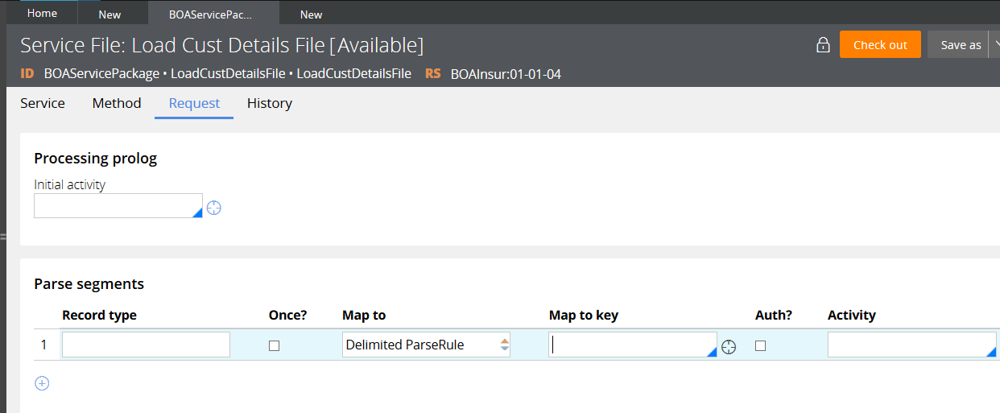 Home New BOAServicePac... New
Service File: Load Cust Details File [Available] Check out Save as
ID BOAServicePackage • LoadCustDetailsFile • LoadCustDetailsFile RS BOAInsur:01-01-04
Service Method Request History
Processing prolog
Initial activity
Parse segments
Record type Once? Map to Map to key Auth? Activity
1 Delimited ParseRule